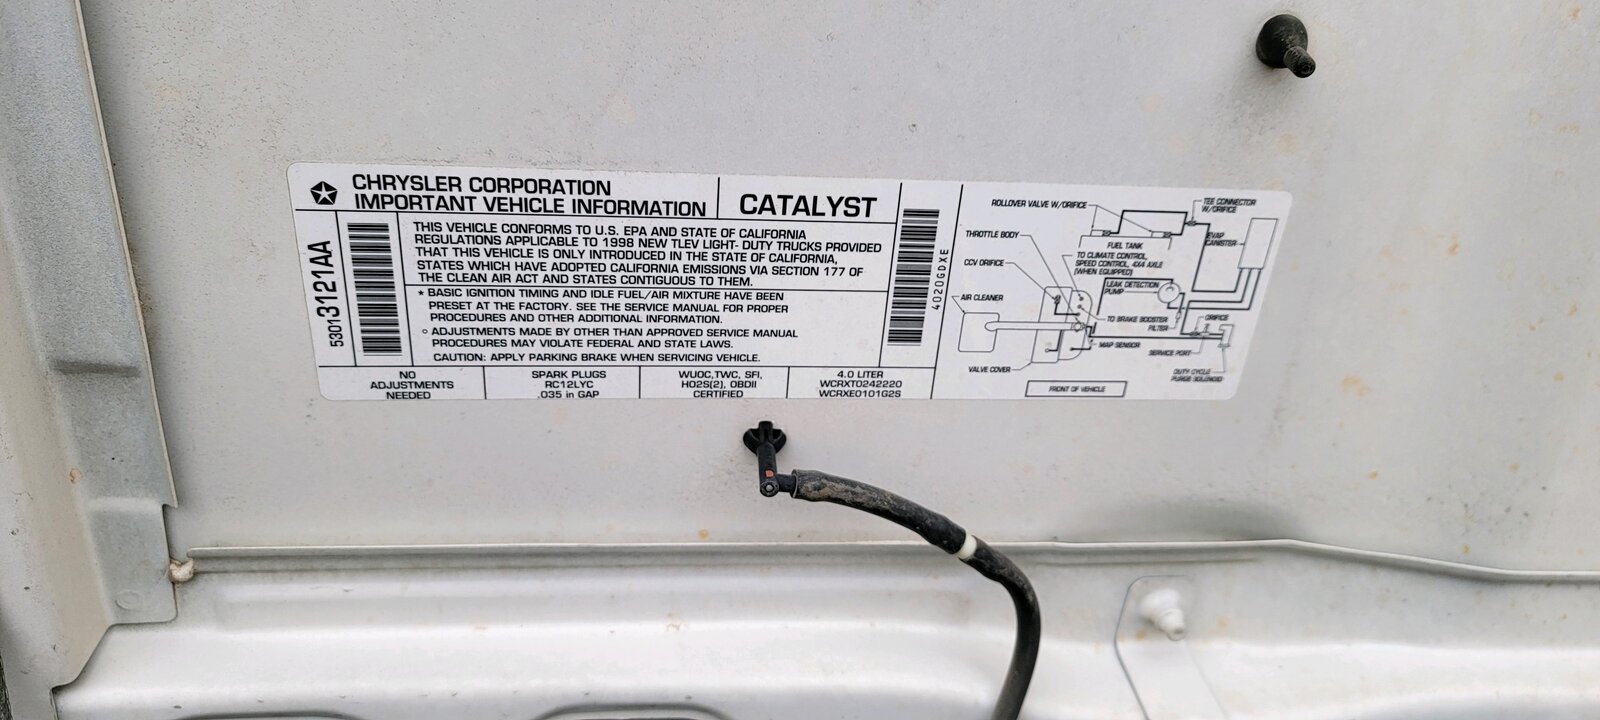 CHRYSLER CORPORATION
IMPORTANT VEHICLE INFORMATION
CATALYST
53013121AA
THIS VEHICLE CONFORMS TO U.S. EPA AND STATE OF CALIFORNIA
REGULATIONS APPLICABLE TO 1998 NEW TLEV LIGHT- DUTY TRUCKS PROVIDED
THAT THIS VEHICLE IS ONLY INTRODUCED IN THE STATE OF CALIFORNIA,
STATES WHICH HAVE ADOPTED CALIFORNIA EMISSIONS VIA SECTION 177 OF
THE CLEAN AIR ACT AND STATES CONTIGUOUS TO THEM.
* BASIC IGNITION TIMING AND IDLE FUEL/AIR MIXTURE HAVE BEEN
PRESET AT THE FACTORY. SEE THE SERVICE MANUAL FOR PROPER
PROCEDURES AND OTHER ADDITIONAL INFORMATION.
○ ADJUSTMENTS MADE BY OTHER THAN APPROVED SERVICE MANUAL
PROCEDURES MAY VIOLATE FEDERAL AND STATE LAWS.
CAUTION: APPLY PARKING BRAKE WHEN SERVICING VEHICLE.
NO
ADJUSTMENTS
NEEDED
SPARK PLUGS
RC12LYC
.035 in GAP
WUOC,TWC, SFI,
HO2S(2), OBDII
CERTIFIED
4.0 LITER
WCRXT0242220
WCRXE0101G2S
4020GDXE
ROLLOVER VALVE W/ORIFICE
TEE CONNECTOR
W/ORIFICE
THROTTLE BODY
FUEL TANK
EVAP
CANISTER
CCV ORIFICE
TO CLIMATE CONTROL,
SPEED CONTROL, 4X4 AXLE
(WHEN EQUIPPED)
LEAK DETECTION
PUMP
AIR CLEANER
TO BRAKE BOOSTER
FILTER
ORIFICE
MAP SENSOR
SERVICE PORT
VALVE COVER
DUTY CYCLE
PURGE SOLENOID
FRONT OF VEHICLE